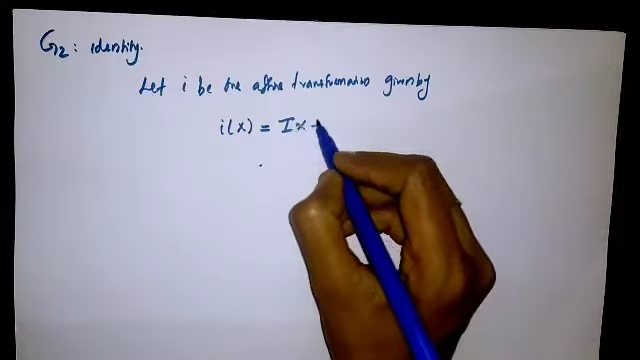 G2: identity.
Let i be the affine transformation given by
i(x) = Ix +